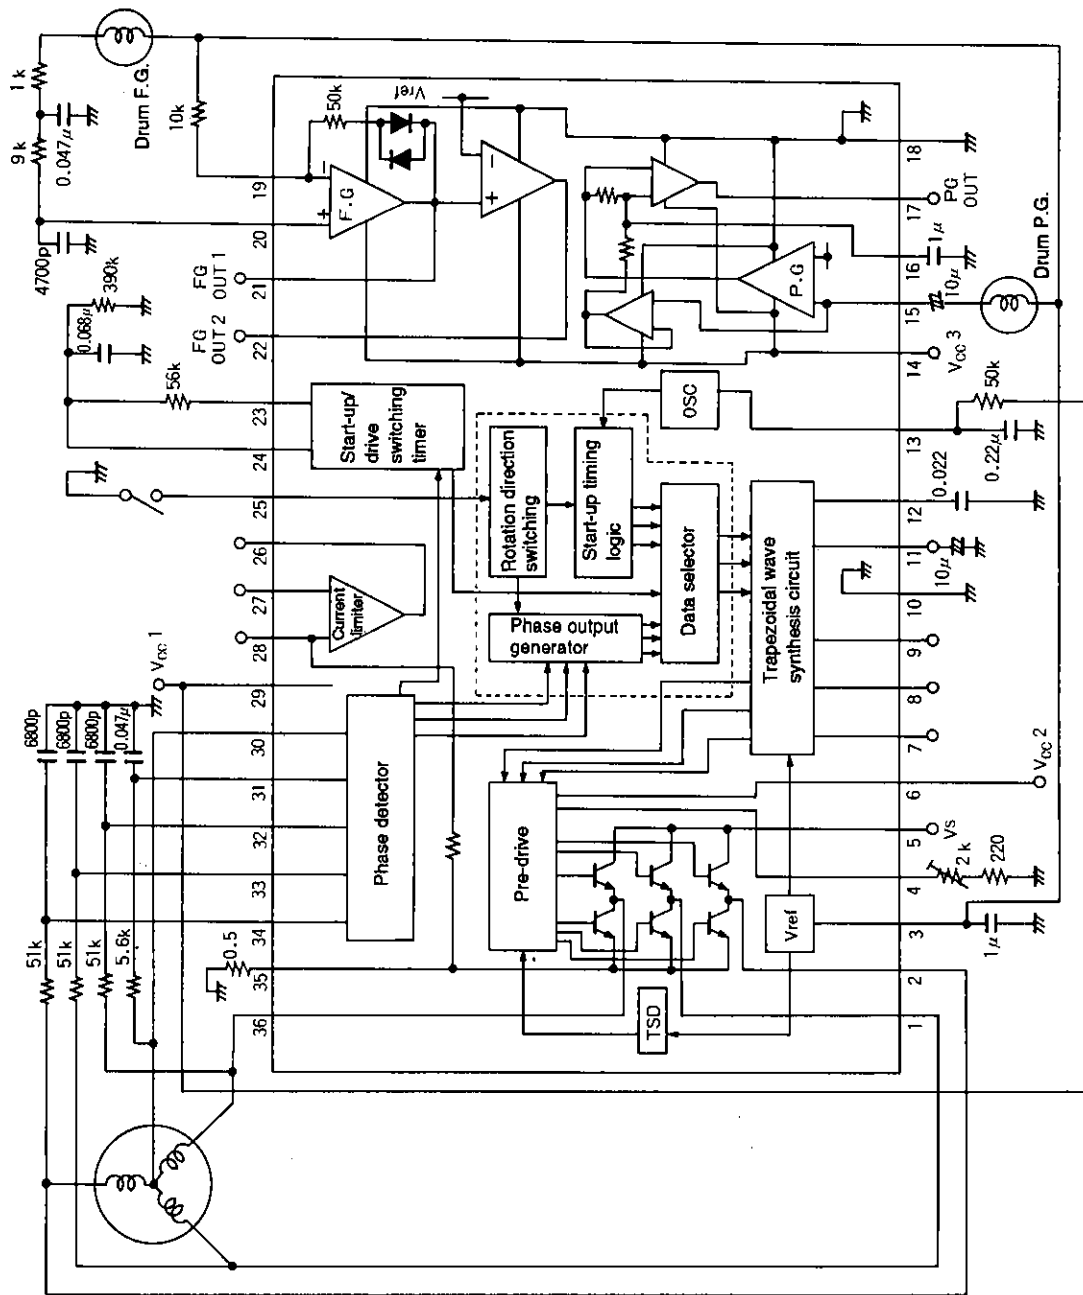 51k
51k
51k
5.6k
6800p
6800p
6800p
0.047µ
VCC 1
0.068µ
390k
56k
4700p
9k
1k
0.047µ
Drum F.G.
10k
FG
OUT 2
FG
OUT 1
0.5
36
35
34
33
32
31
30
29
28
27
26
25
24
23
22
21
20
19
Phase detector
Current
limiter
Start-up/
drive
switching
timer
+
−
F.G
50k
Vref
+
−
TSD
Pre-drive
Phase output
generator
Rotation direction
switching
Start-up timing
logic
Data selector
OSC
P.G
Vref
Trapezoidal wave
synthesis circuit
1
2
3
4
5
6
7
8
9
10
11
12
13
14
15
16
17
18
1µ
2k
220
Vs
VCC 2
10µ
0.022
0.22µ
50k
VCC 3
10µ
1µ
PG
OUT
Drum P.G.